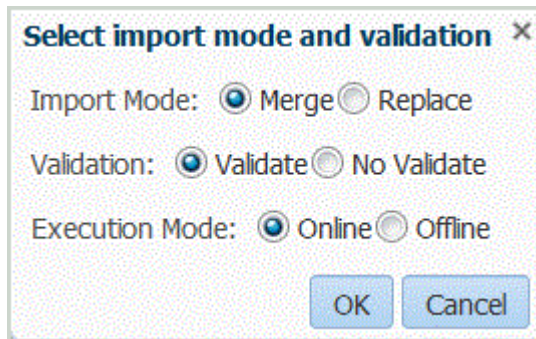 Select import mode and validation ×
Import Mode: Merge Replace
Validation: Validate No Validate
Execution Mode: Online Offline
OK Cancel